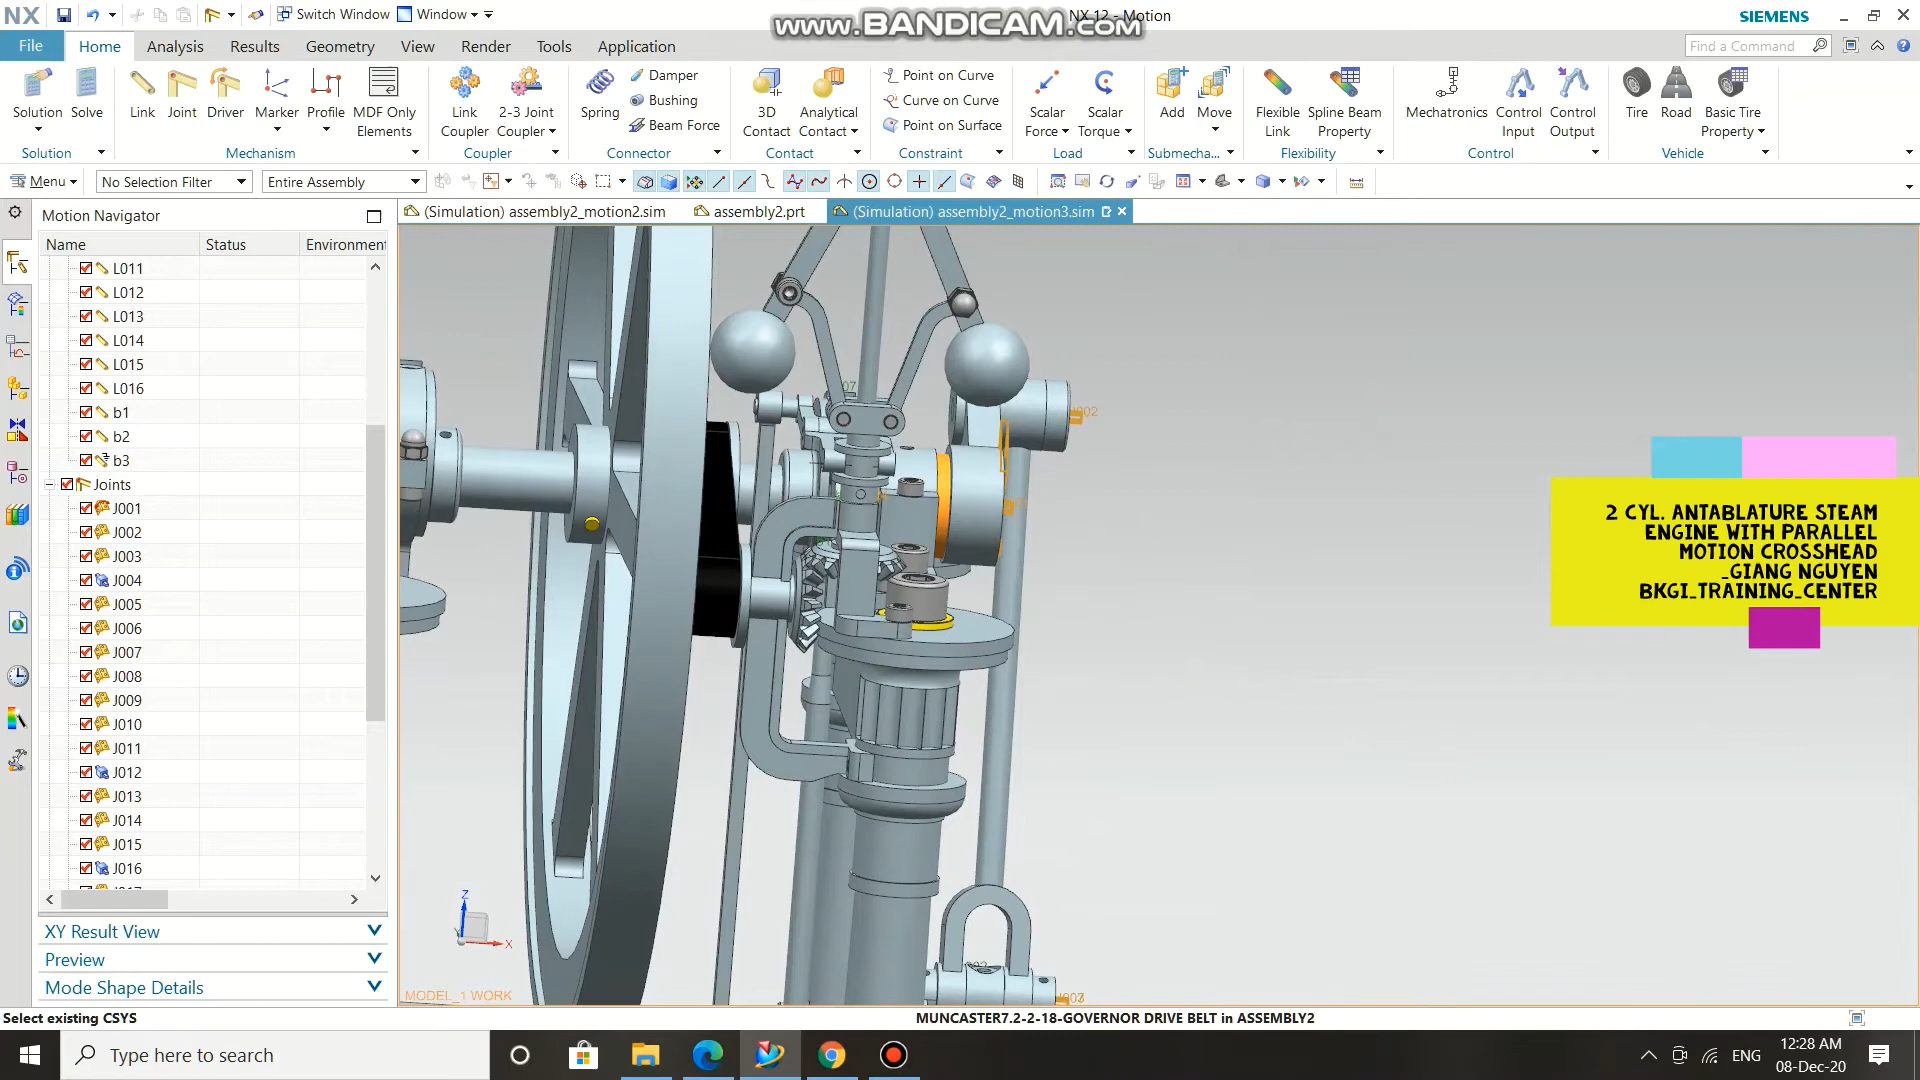 NX
Switch Window
Window
NX 12 - Motion
www.BANDICAM.com
SIEMENS
File
Home
Analysis
Results
Geometry
View
Render
Tools
Application
Find a Command
Solution
Solve
Link
Joint
Driver
Marker
Profile
MDF Only
Elements
Link
Coupler
2-3 Joint
Coupler
Spring
Damper
Bushing
Beam Force
3D
Contact
Analytical
Contact
Point on Curve
Curve on Curve
Point on Surface
Scalar
Force
Scalar
Torque
Add
Move
Flexible
Link
Spline Beam
Property
Mechatronics
Control
Input
Control
Output
Tire
Road
Basic Tire
Property
Solution
Mechanism
Coupler
Connector
Contact
Constraint
Load
Submecha...
Flexibility
Control
Vehicle
Menu
No Selection Filter
Entire Assembly
Motion Navigator
(Simulation) assembly2_motion2.sim
assembly2.prt
(Simulation) assembly2_motion3.sim
Name
Status
Environment
L011
L012
L013
L014
L015
L016
b1
b2
b3
Joints
J001
J002
J003
J004
J005
J006
J007
J008
J009
J010
J011
J012
J013
J014
J015
J016
XY Result View
Preview
Mode Shape Details
2 CYL. ANTABLATURE STEAM
ENGINE WITH PARALLEL
MOTION CROSSHEAD
_GIANG NGUYEN
BKGI_TRAINING_CENTER
Z
X
MODEL_1 WORK
Select existing CSYS
MUNCASTER7.2-2-18-GOVERNOR DRIVE BELT in ASSEMBLY2
Type here to search
ENG
12:28 AM
08-Dec-20